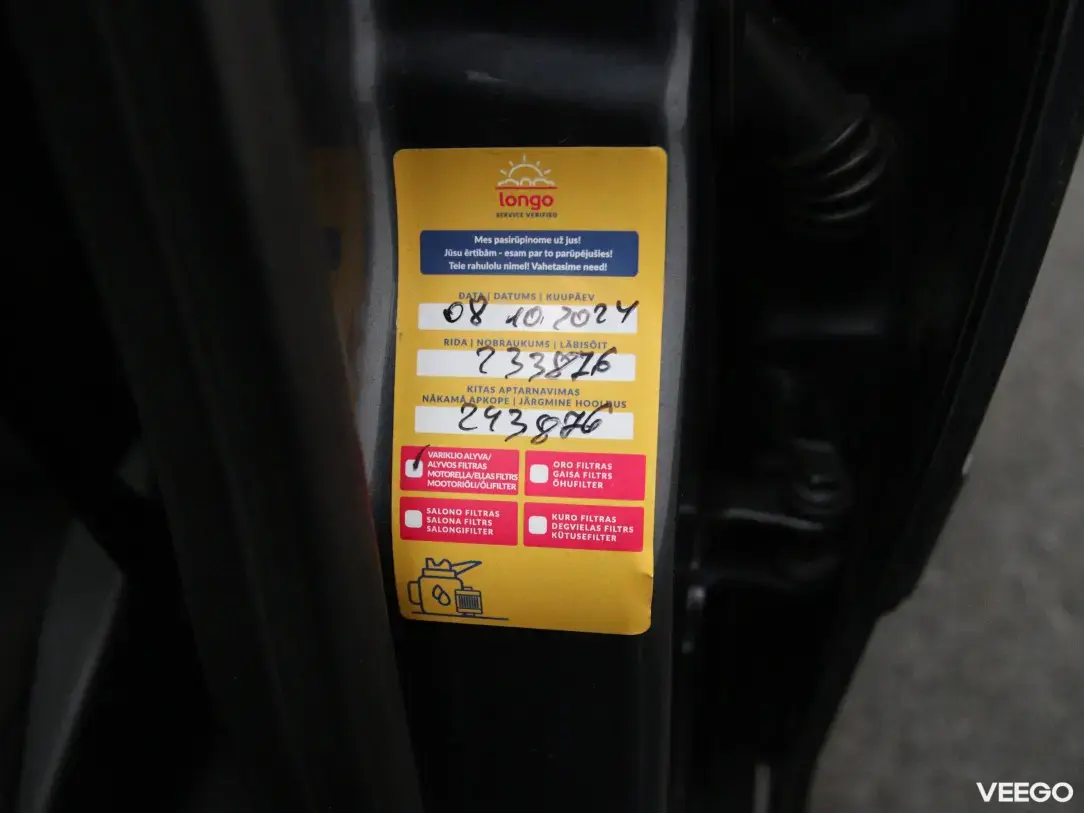 longo
SERVICE VERIFIED
Mes pasirūpinome už jus!
Jūsu ērtībām - esam par to parūpējušies!
Teie rahulolu nimel! Vahetasime need!
DATA | DATUMS | KUUPÄEV
08 10. 2024
RIDA | NOBRAUKUMS | LÄBISÕIT
233876
KITAS APTARNAVIMAS
NĀKAMĀ APKOPE | JÄRGMINE HOOLDUS
243876
VARIKLIO ALYVA/
ALYVOS FILTRAS
MOTORELLA/EĻĻAS FILTRS
MOOTORIÕLI/ÕLIFILTER
ORO FILTRAS
GAISA FILTRS
ÕHUFILTER
SALONO FILTRAS
SALONA FILTRS
SALONGIFILTER
KURO FILTRAS
DEGVIELAS FILTRS
KÜTUSEFILTER
VEEGO